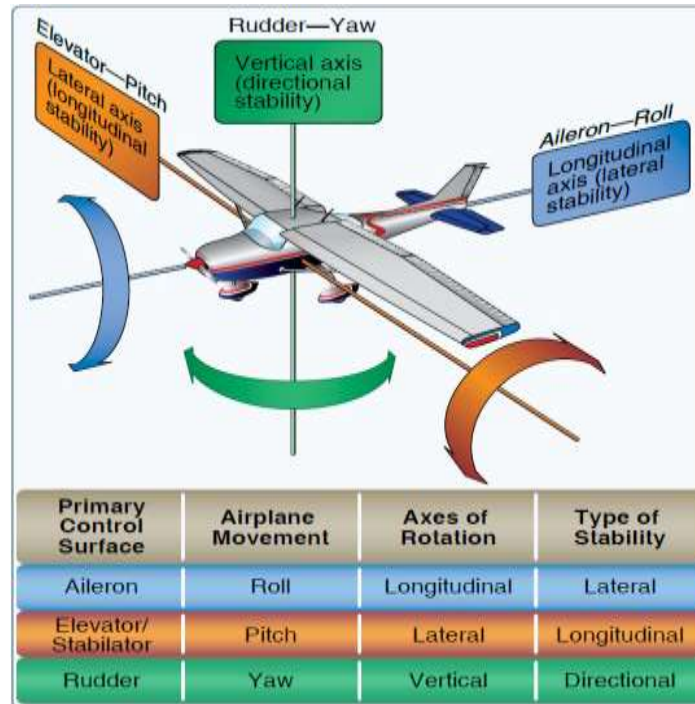 Elevator—Pitch
Lateral axis
(longitudinal
stability)
Rudder—Yaw
Vertical axis
(directional
stability)
Aileron—Roll
Longitudinal
axis (lateral
stability)
Primary
Control
Surface
Airplane
Movement
Axes of
Rotation
Type of
Stability
Aileron
Roll
Longitudinal
Lateral
Elevator/
Stabilator
Pitch
Lateral
Longitudinal
Rudder
Yaw
Vertical
Directional